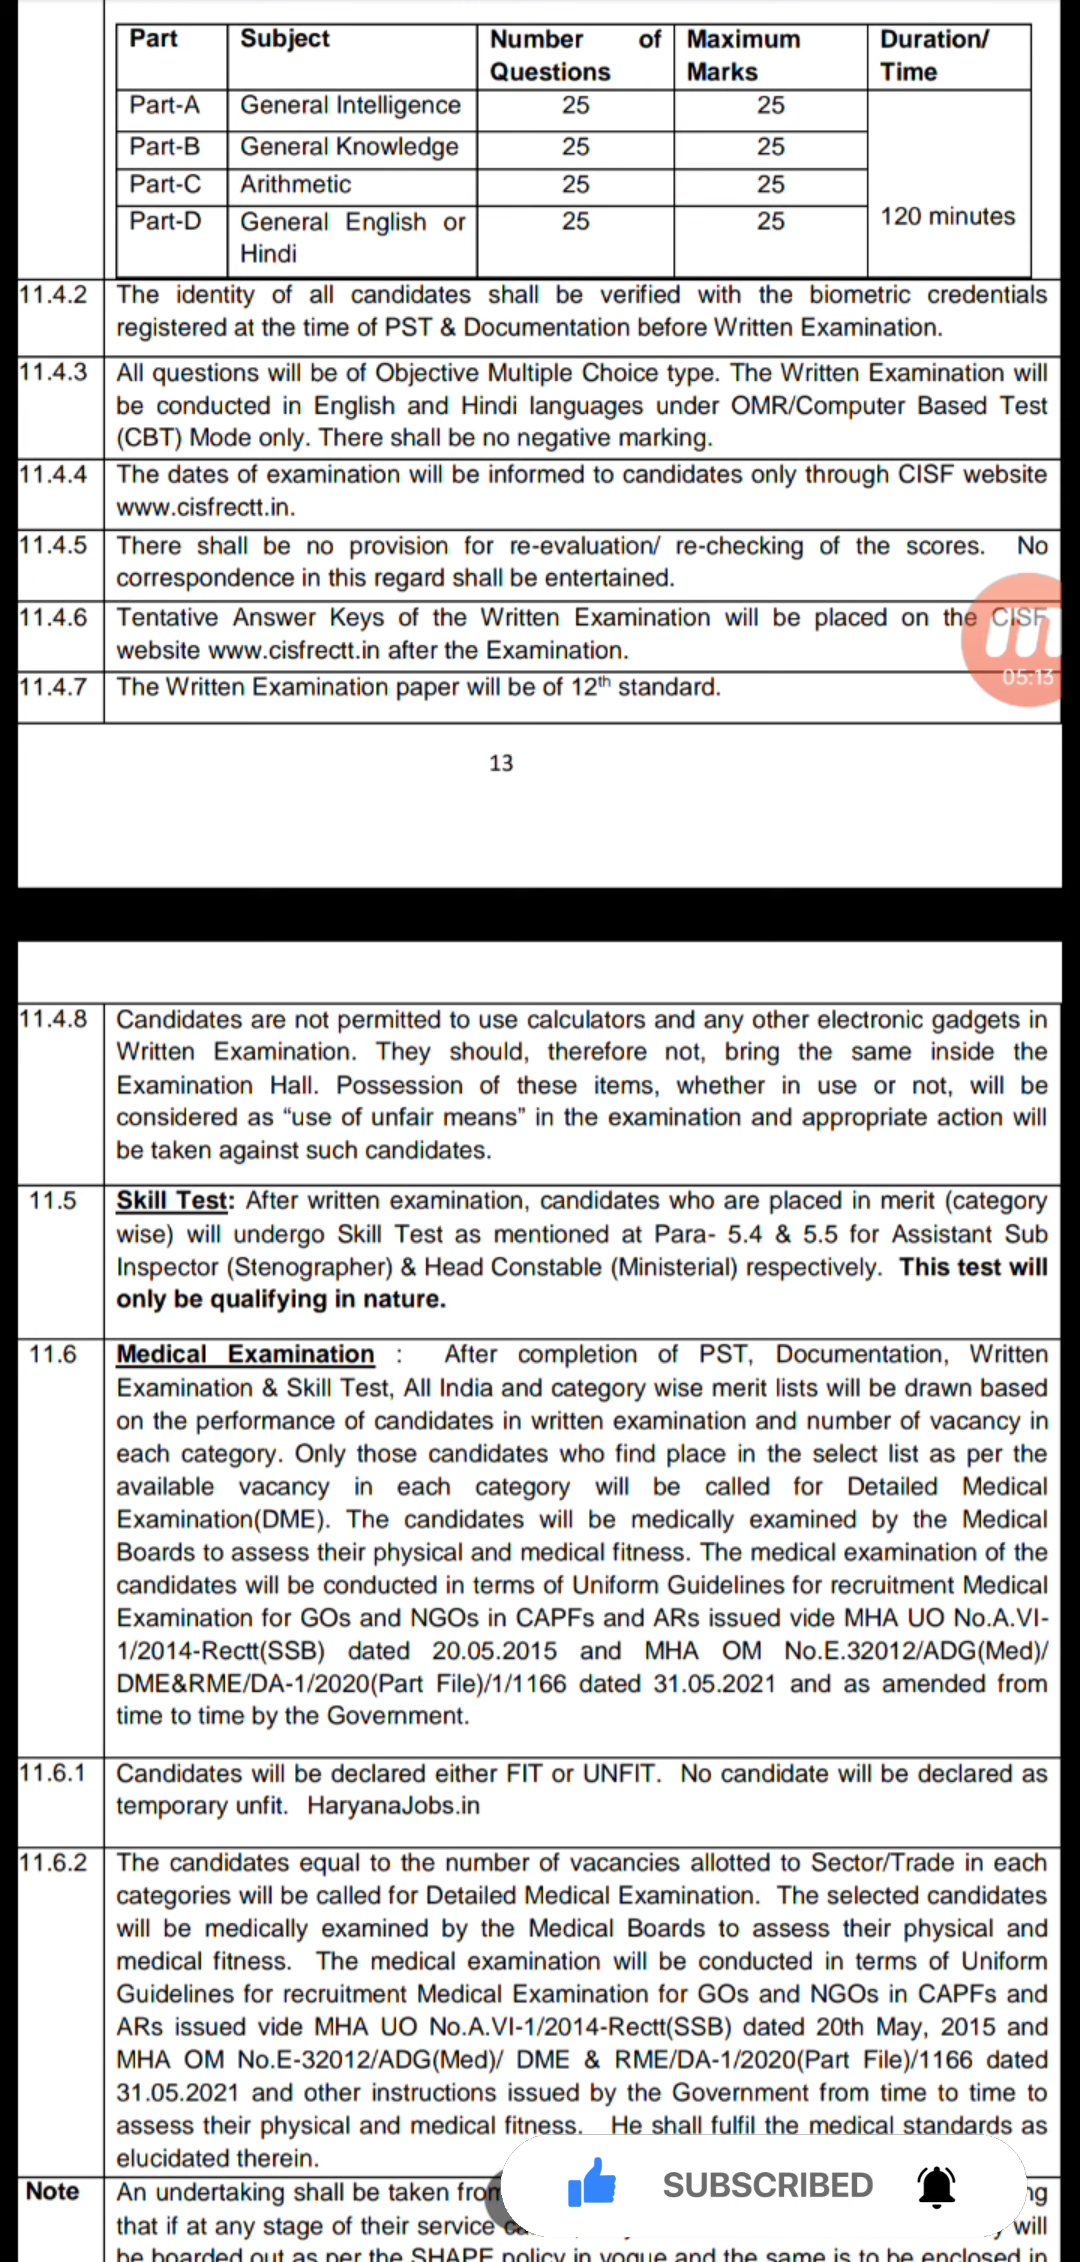 Part Subject Number of Maximum Duration/
Questions Marks Time
Part-A General Intelligence 25 25
Part-B General Knowledge 25 25
Part-C Arithmetic 25 25
Part-D General English or 25 25 120 minutes
Hindi
11.4.2 The identity of all candidates shall be verified with the biometric credentials
registered at the time of PST & Documentation before Written Examination.
11.4.3 All questions will be of Objective Multiple Choice type. The Written Examination will
be conducted in English and Hindi languages under OMR/Computer Based Test
(CBT) Mode only. There shall be no negative marking.
11.4.4 The dates of examination will be informed to candidates only through CISF website
www.cisfrectt.in.
11.4.5 There shall be no provision for re-evaluation/ re-checking of the scores. No
correspondence in this regard shall be entertained.
11.4.6 Tentative Answer Keys of the Written Examination will be placed on the CISF
website www.cisfrectt.in after the Examination.
05:13
11.4.7 The Written Examination paper will be of 12th standard.
13
11.4.8 Candidates are not permitted to use calculators and any other electronic gadgets in
Written Examination. They should, therefore not, bring the same inside the
Examination Hall. Possession of these items, whether in use or not, will be
considered as “use of unfair means” in the examination and appropriate action will
be taken against such candidates.
11.5 Skill Test: After written examination, candidates who are placed in merit (category
wise) will undergo Skill Test as mentioned at Para- 5.4 & 5.5 for Assistant Sub
Inspector (Stenographer) & Head Constable (Ministerial) respectively. This test will
only be qualifying in nature.
11.6 Medical Examination : After completion of PST, Documentation, Written
Examination & Skill Test, All India and category wise merit lists will be drawn based
on the performance of candidates in written examination and number of vacancy in
each category. Only those candidates who find place in the select list as per the
available vacancy in each category will be called for Detailed Medical
Examination(DME). The candidates will be medically examined by the Medical
Boards to assess their physical and medical fitness. The medical examination of the
candidates will be conducted in terms of Uniform Guidelines for recruitment Medical
Examination for GOs and NGOs in CAPFs and ARs issued vide MHA UO No.A.VI-
1/2014-Rectt(SSB) dated 20.05.2015 and MHA OM No.E.32012/ADG(Med)/
DME&RME/DA-1/2020(Part File)/1/1166 dated 31.05.2021 and as amended from
time to time by the Government.
11.6.1 Candidates will be declared either FIT or UNFIT. No candidate will be declared as
temporary unfit. HaryanaJobs.in
11.6.2 The candidates equal to the number of vacancies allotted to Sector/Trade in each
categories will be called for Detailed Medical Examination. The selected candidates
will be medically examined by the Medical Boards to assess their physical and
medical fitness. The medical examination will be conducted in terms of Uniform
Guidelines for recruitment Medical Examination for GOs and NGOs in CAPFs and
ARs issued vide MHA UO No.A.VI-1/2014-Rectt(SSB) dated 20th May, 2015 and
MHA OM No.E-32012/ADG(Med)/ DME & RME/DA-1/2020(Part File)/1166 dated
31.05.2021 and other instructions issued by the Government from time to time to
assess their physical and medical fitness. He shall fulfil the medical standards as
elucidated therein.
SUBSCRIBED
Note An undertaking shall be taken from
that if at any stage of their service will
be boarded out as per the SHAPE policy in vogue and the same is to be enclosed in